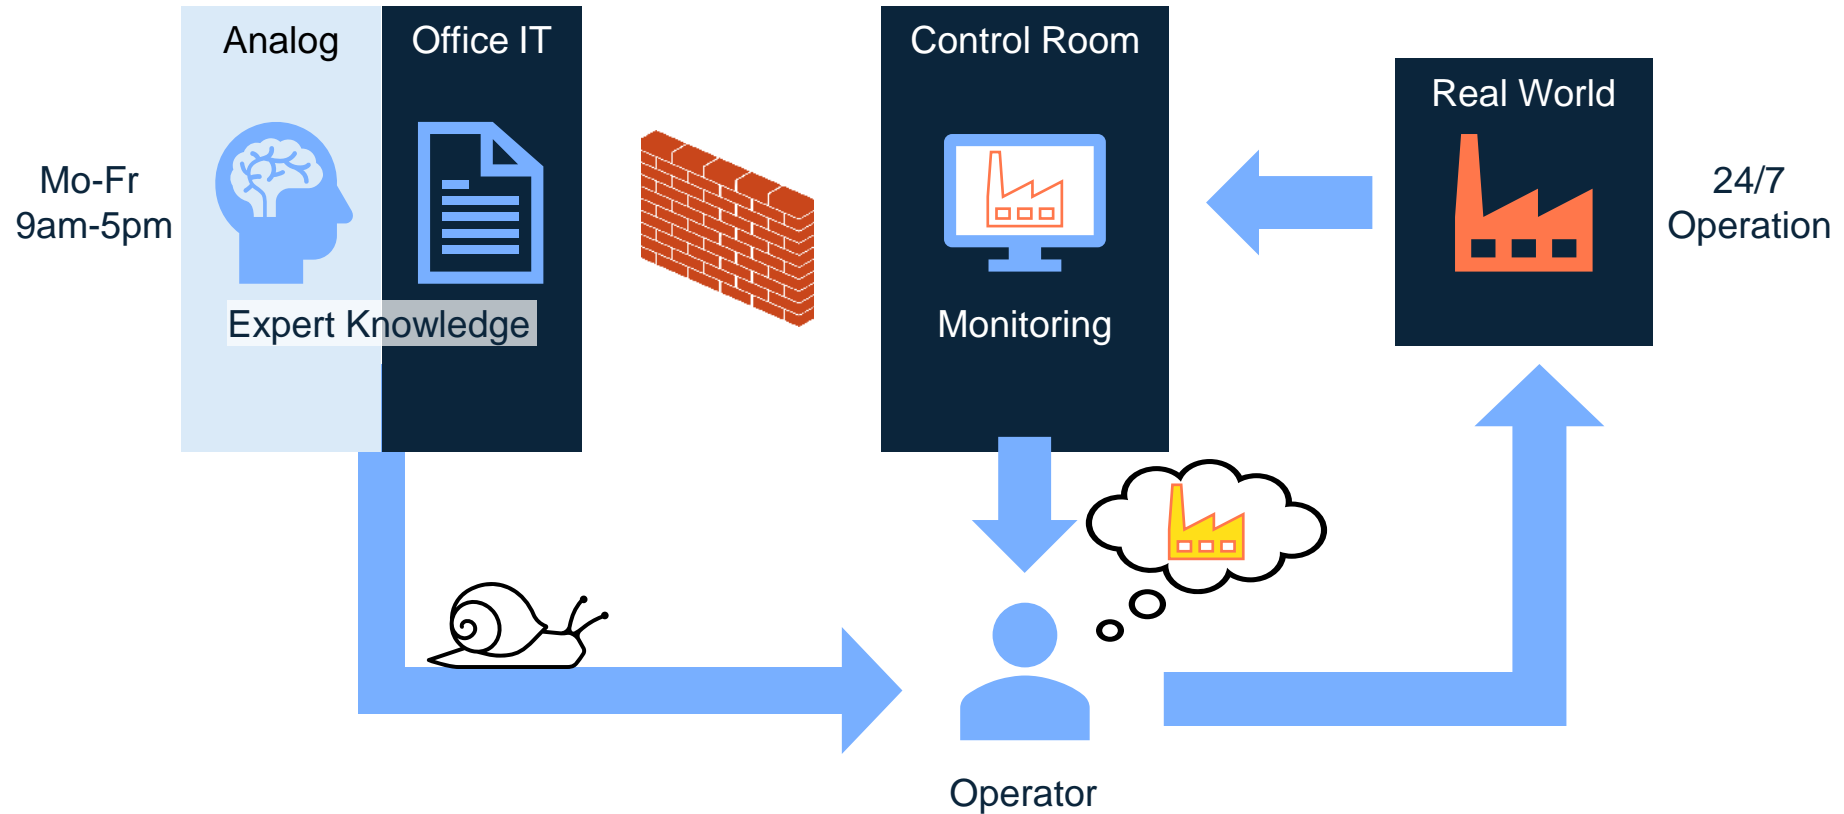 Analog
Office IT
Control Room
Real World
Mo-Fr
9am-5pm
24/7
Operation
Expert Knowledge
Monitoring
Operator